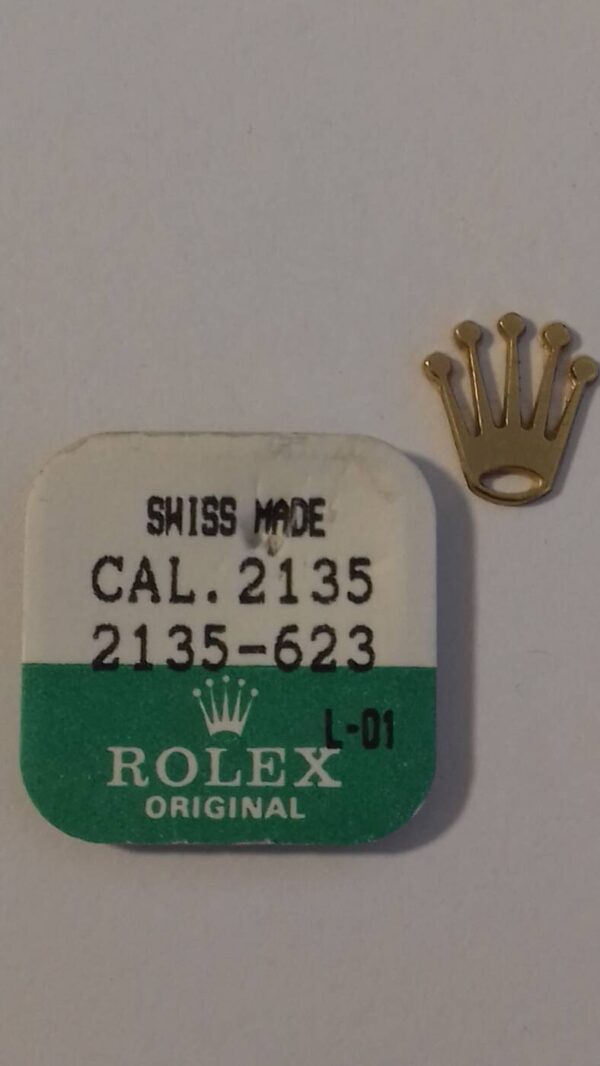 SWISS MADE
CAL. 2135
2135-623
L-01
ROLEX
ORIGINAL